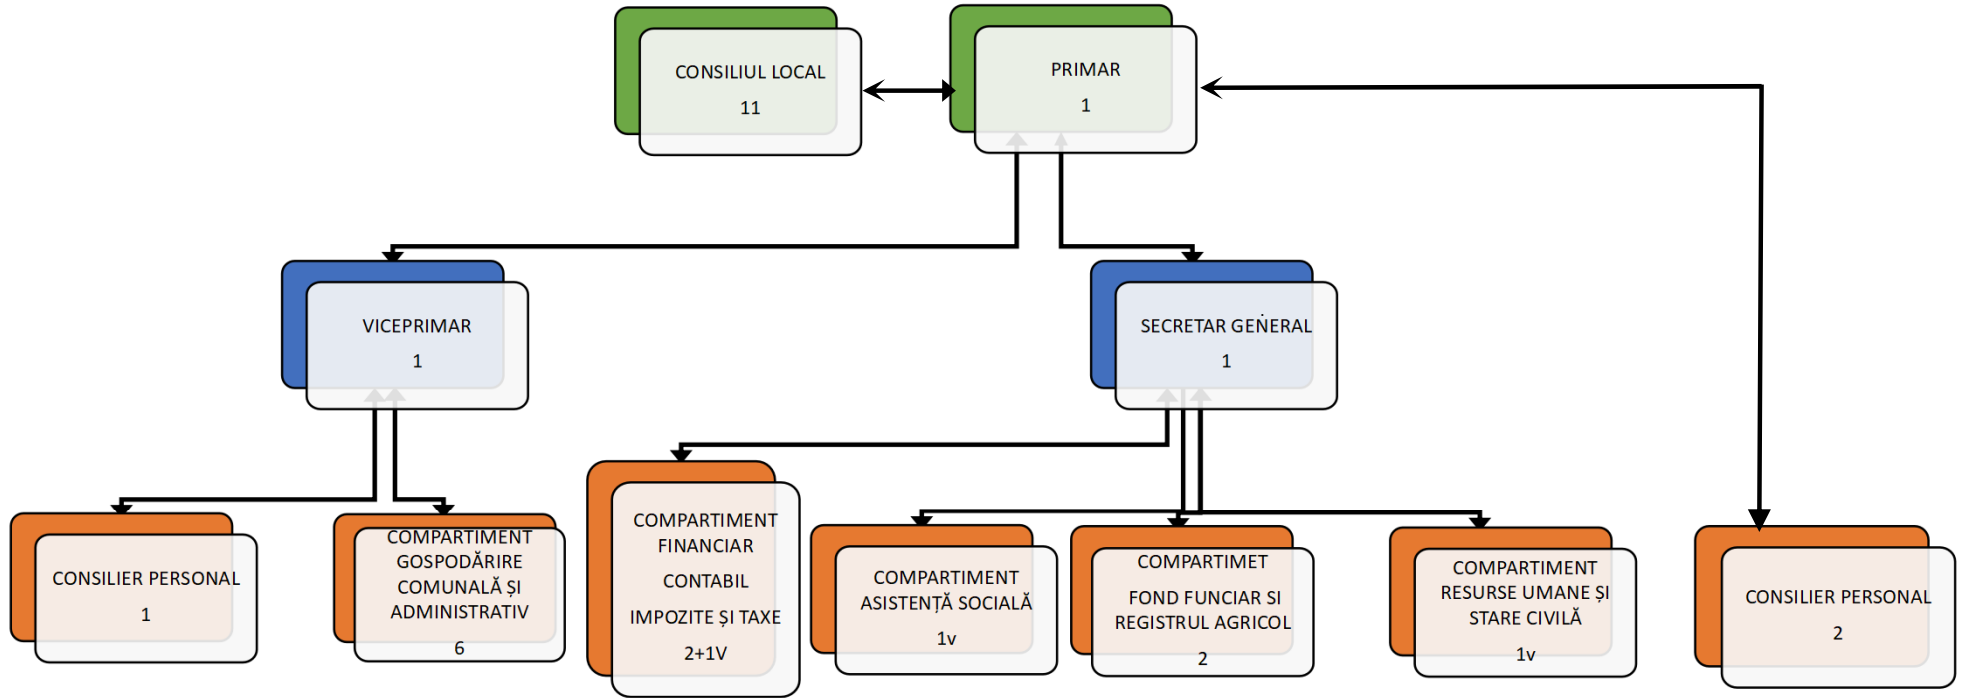 CONSILIUL LOCAL
11
PRIMAR
1
VICEPRIMAR
1
SECRETAR GENERAL
1
CONSILIER PERSONAL
1
COMPARTIMENT
GOSPODĂRIRE
COMUNALĂ ȘI
ADMINISTRATIV
6
COMPARTIMENT
FINANCIAR
CONTABIL
IMPOZITE ȘI TAXE
2+1V
COMPARTIMENT
ASISTENȚĂ SOCIALĂ
1v
COMPARTIMET
FOND FUNCIAR SI
REGISTRUL AGRICOL
2
COMPARTIMENT
RESURSE UMANE ȘI
STARE CIVILĂ
1v
CONSILIER PERSONAL
2